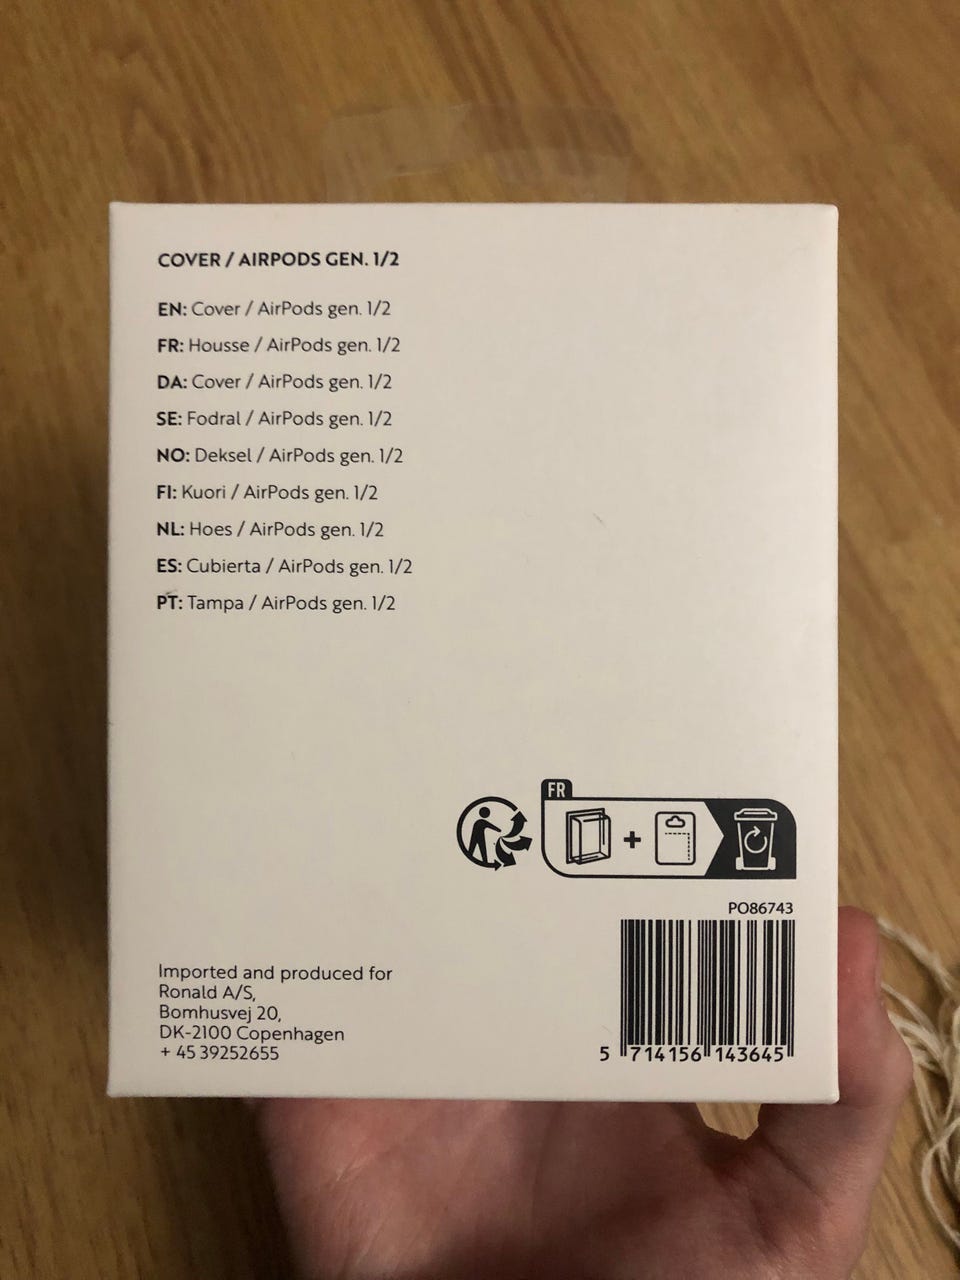 COVER / AIRPODS GEN. 1/2
EN: Cover / AirPods gen. 1/2
FR: Housse / AirPods gen. 1/2
DA: Cover / AirPods gen. 1/2
SE: Fodral / AirPods gen. 1/2
NO: Deksel / AirPods gen. 1/2
FI: Kuori / AirPods gen. 1/2
NL: Hoes / AirPods gen. 1/2
ES: Cubierta / AirPods gen. 1/2
PT: Tampa / AirPods gen. 1/2
FR
+
PO86743
Imported and produced for
Ronald A/S,
Bomhusvej 20,
DK-2100 Copenhagen
+ 45 39252655
5 714156 143645